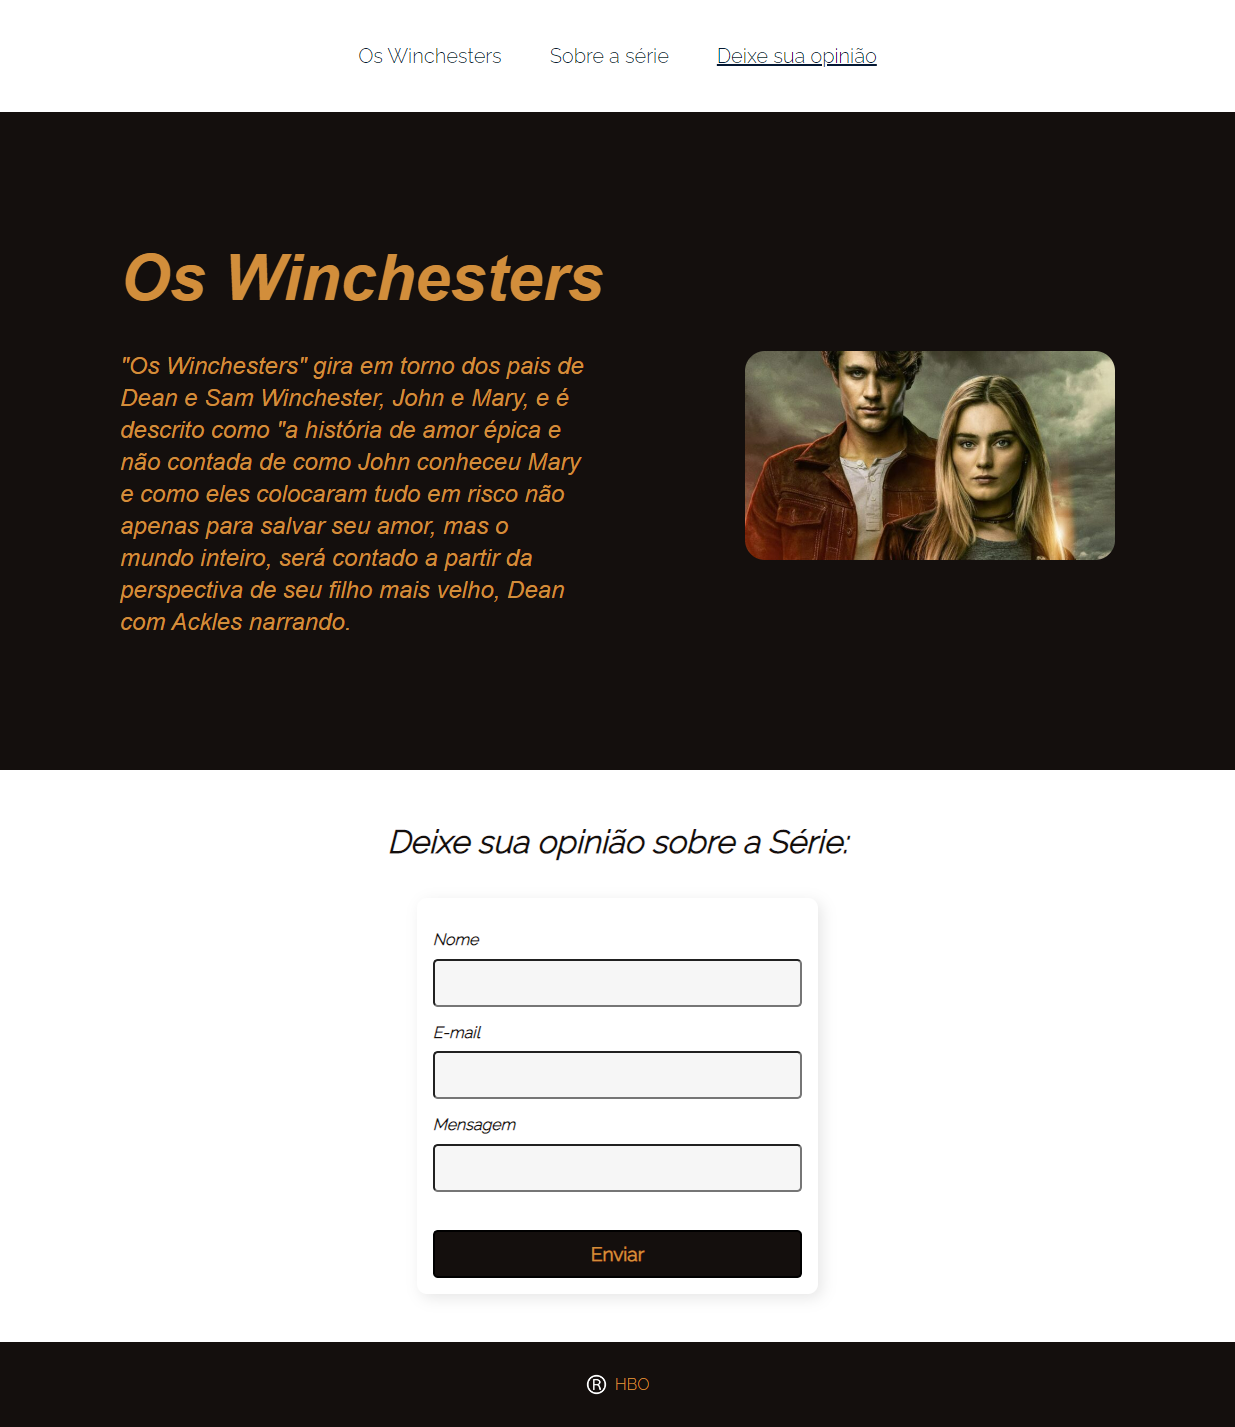 Os Winchesters Sobre a série Deixe sua opinião
Os Winchesters
"Os Winchesters" gira em torno dos pais de
Dean e Sam Winchester, John e Mary, e é
descrito como "a história de amor épica e
não contada de como John conheceu Mary
e como eles colocaram tudo em risco não
apenas para salvar seu amor, mas o
mundo inteiro, será contado a partir da
perspectiva de seu filho mais velho, Dean
com Ackles narrando.
Deixe sua opinião sobre a Série:
Nome
E-mail
Mensagem
Enviar
® HBO